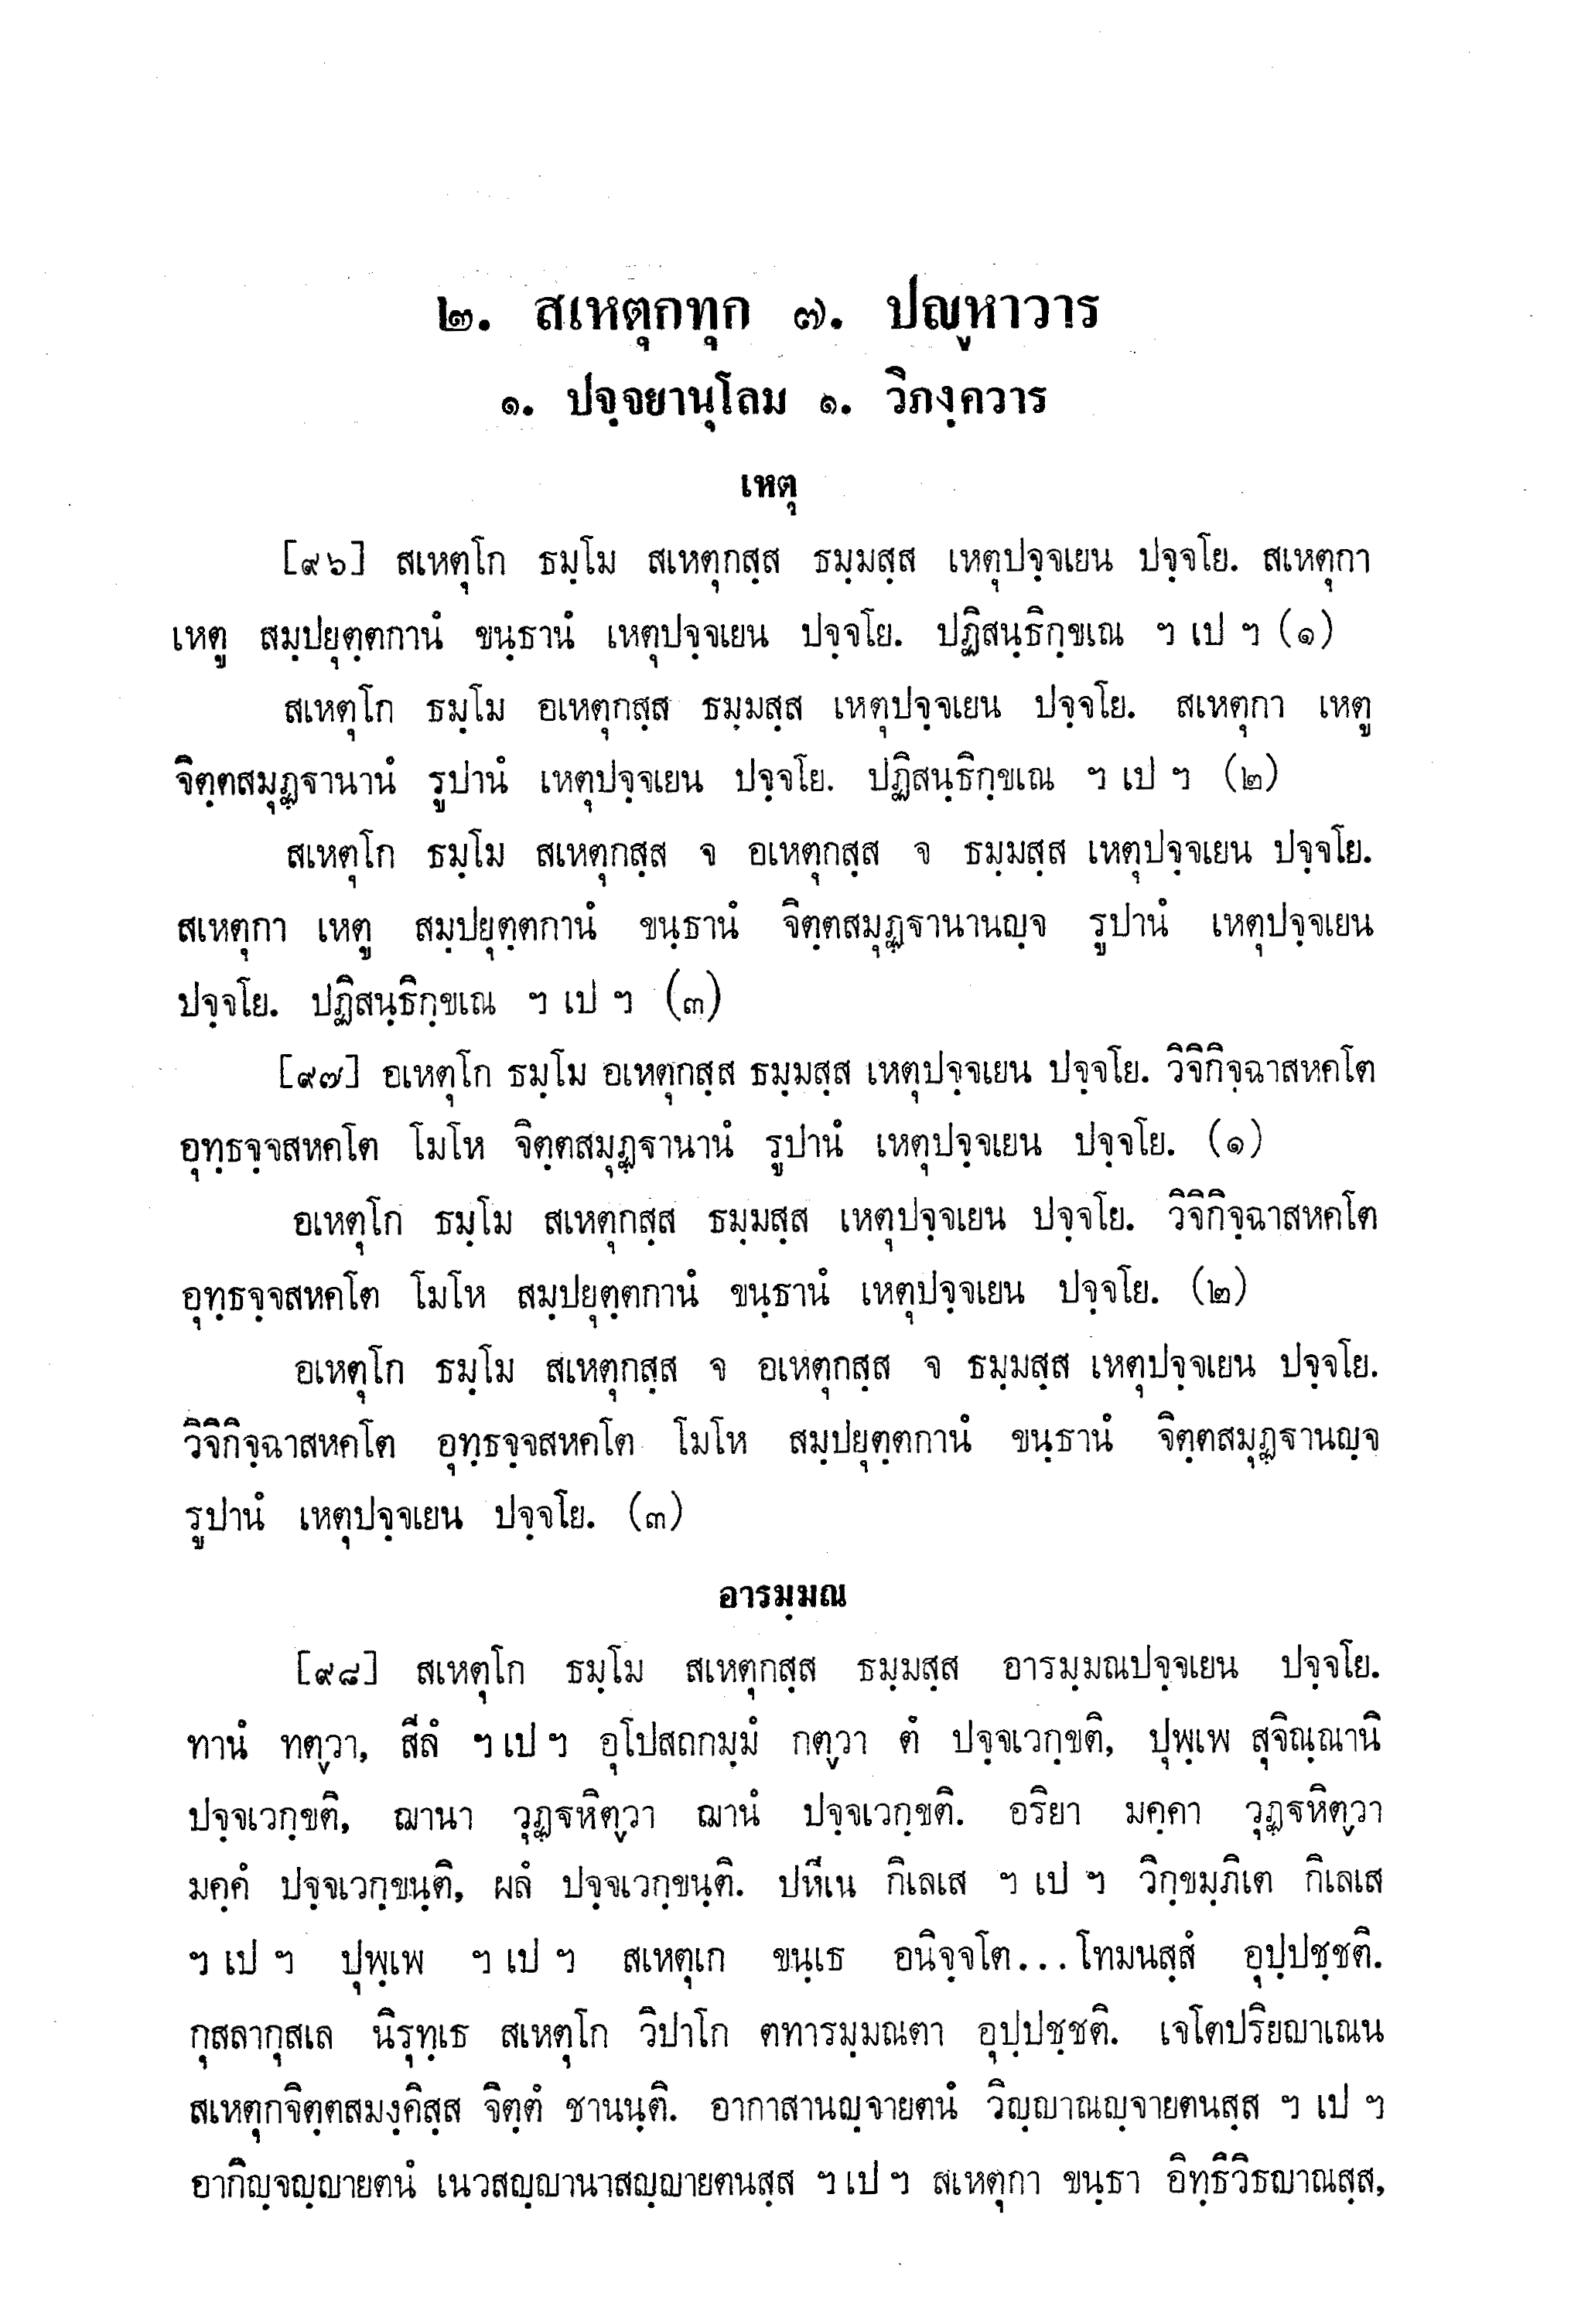 ๒. สเหตุกทุก ๗. ปญฺหาวาร
๑. ปจฺจยานุโลม ๑. วิภงฺควาร
เหตุ
[๙๖] สเหตุโก ธมฺโม สเหตุกสฺส ธมฺมสฺส เหตุปจฺจเยน ปจฺจโย. สเหตุกา
เหตู สมฺปยุตฺตกานํ ขนฺธานํ เหตุปจฺจเยน ปจฺจโย. ปฏิสนฺธิกฺขเณ ฯ เป ฯ (๑)
สเหตุโก ธมฺโม อเหตุกสฺส ธมฺมสฺส เหตุปจฺจเยน ปจฺจโย. สเหตุกา เหตู
จิตฺตสมุฏฺฐานานํ รูปานํ เหตุปจฺจเยน ปจฺจโย. ปฏิสนฺธิกฺขเณ ฯ เป ฯ (๒)
สเหตุโก ธมฺโม สเหตุกสฺส จ อเหตุกสฺส จ ธมฺมสฺส เหตุปจฺจเยน ปจฺจโย.
สเหตุกา เหตู สมฺปยุตฺตกานํ ขนฺธานํ จิตฺตสมุฏฺฐานานญฺจ รูปานํ เหตุปจฺจเยน
ปจฺจโย. ปฏิสนฺธิกฺขเณ ฯ เป ฯ (๓)
[๙๗] อเหตุโก ธมฺโม อเหตุกสฺส ธมฺมสฺส เหตุปจฺจเยน ปจฺจโย. วิจิกิจฺฉาสหคโต
อุทฺธจฺจสหคโต โมโห จิตฺตสมุฏฺฐานานํ รูปานํ เหตุปจฺจเยน ปจฺจโย. (๑)
อเหตุโก ธมฺโม สเหตุกสฺส ธมฺมสฺส เหตุปจฺจเยน ปจฺจโย. วิจิกิจฺฉาสหคโต
อุทฺธจฺจสหคโต โมโห สมฺปยุตฺตกานํ ขนฺธานํ เหตุปจฺจเยน ปจฺจโย. (๒)
อเหตุโก ธมฺโม สเหตุกสฺส จ อเหตุกสฺส จ ธมฺมสฺส เหตุปจฺจเยน ปจฺจโย.
วิจิกิจฺฉาสหคโต อุทฺธจฺจสหคโต โมโห สมฺปยุตฺตกานํ ขนฺธานํ จิตฺตสมุฏฺฐานญฺจ
รูปานํ เหตุปจฺจเยน ปจฺจโย. (๓)
อารมฺมณ
[๙๘] สเหตุโก ธมฺโม สเหตุกสฺส ธมฺมสฺส อารมฺมณปจฺจเยน ปจฺจโย.
ทานํ ทตฺวา, สีลํ ฯ เป ฯ อุโปสถกมฺมํ กตฺวา ตํ ปจฺจเวกฺขติ, ปุพฺเพ สุจิณฺณานิ
ปจฺจเวกฺขติ, ฌานา วุฏฺฐหิตฺวา ฌานํ ปจฺจเวกฺขติ. อริยา มคฺคา วุฏฺฐหิตฺวา
มคฺคํ ปจฺจเวกฺขนฺติ, ผลํ ปจฺจเวกฺขนฺติ. ปหีเน กิเลเส ฯ เป ฯ วิกฺขมฺภิเต กิเลเส
ฯ เป ฯ ปุพฺเพ ฯ เป ฯ สเหตุเก ขนฺเธ อนิจฺจโต...โทมนสฺสํ อุปฺปชฺชติ.
กุสลากุสเล นิรุทฺเธ สเหตุโก วิปาโก ตทารมฺมณตา อุปฺปชฺชติ. เจโตปริยญาเณน
สเหตุกจิตฺตสมงฺคิสฺส จิตฺตํ ชานนฺติ. อากาสานญฺจายตนํ วิญฺญาณญฺจายตนสฺส ฯ เป ฯ
อากิญฺจญฺญายตนํ เนวสญฺญานาสญฺญายตนสฺส ฯ เป ฯ สเหตุกา ขนฺธา อิทฺธิวิธญาณสฺส,